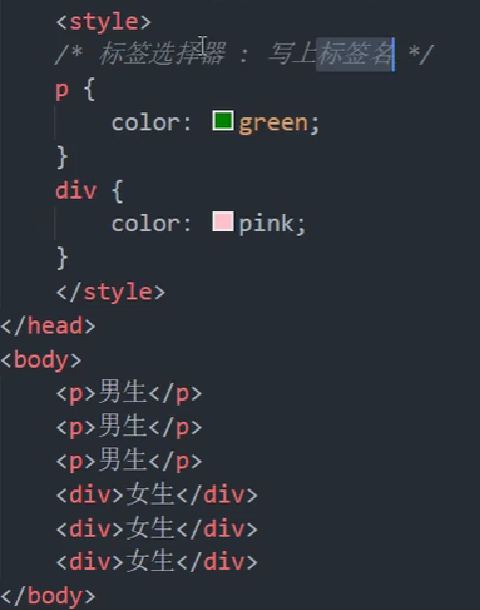 <style>
/* 标签选择器 : 写上标签名 */
p {
color: green;
}
div {
color: pink;
}
</style>
</head>
<body>
<p>男生</p>
<p>男生</p>
<p>男生</p>
<div>女生</div>
<div>女生</div>
<div>女生</div>
</body>